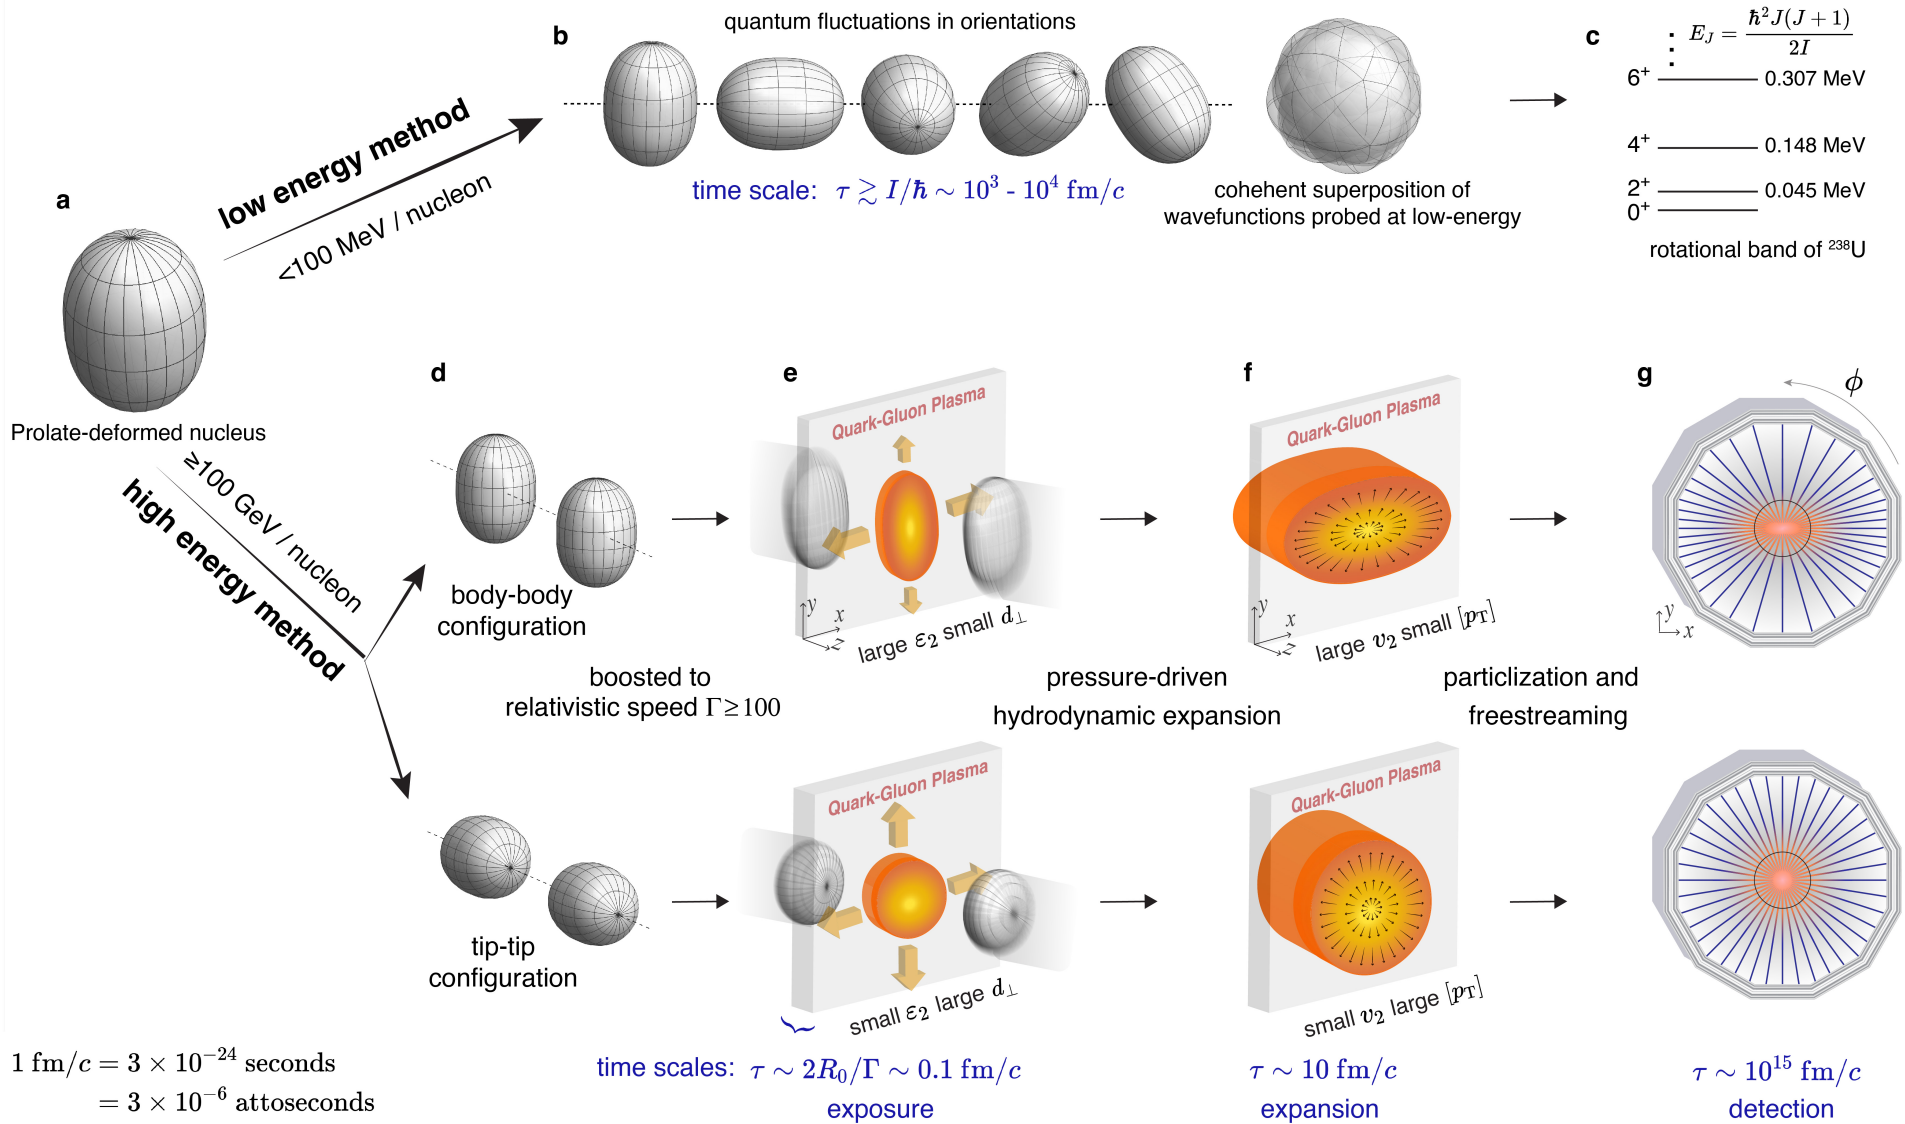 a
Prolate-deformed nucleus
low energy method
<100 MeV / nucleon
≥100 GeV / nucleon
high energy method
b
quantum fluctuations in orientations
time scale: τ ≳ I/ħ ∼ 10³ - 10⁴ fm/c
cohehent superposition of
wavefunctions probed at low-energy
c
E_J = ħ²J(J + 1) / 2I
6⁺ 0.307 MeV
4⁺ 0.148 MeV
2⁺ 0.045 MeV
0⁺
rotational band of ²³⁸U
d
body-body
configuration
e
Quark-Gluon Plasma
y
x
z
large ε₂ small d⊥
f
Quark-Gluon Plasma
y
x
z
large v₂ small [p_T]
g
ϕ
y
x
boosted to
relativistic speed Γ≥100
pressure-driven
hydrodynamic expansion
particlization and
freestreaming
tip-tip
configuration
Quark-Gluon Plasma
small ε₂ large d⊥
Quark-Gluon Plasma
small v₂ large [p_T]
1 fm/c = 3 × 10⁻²⁴ seconds
= 3 × 10⁻⁶ attoseconds
time scales: τ ∼ 2R₀/Γ ∼ 0.1 fm/c
exposure
τ ∼ 10 fm/c
expansion
τ ∼ 10¹⁵ fm/c
detection